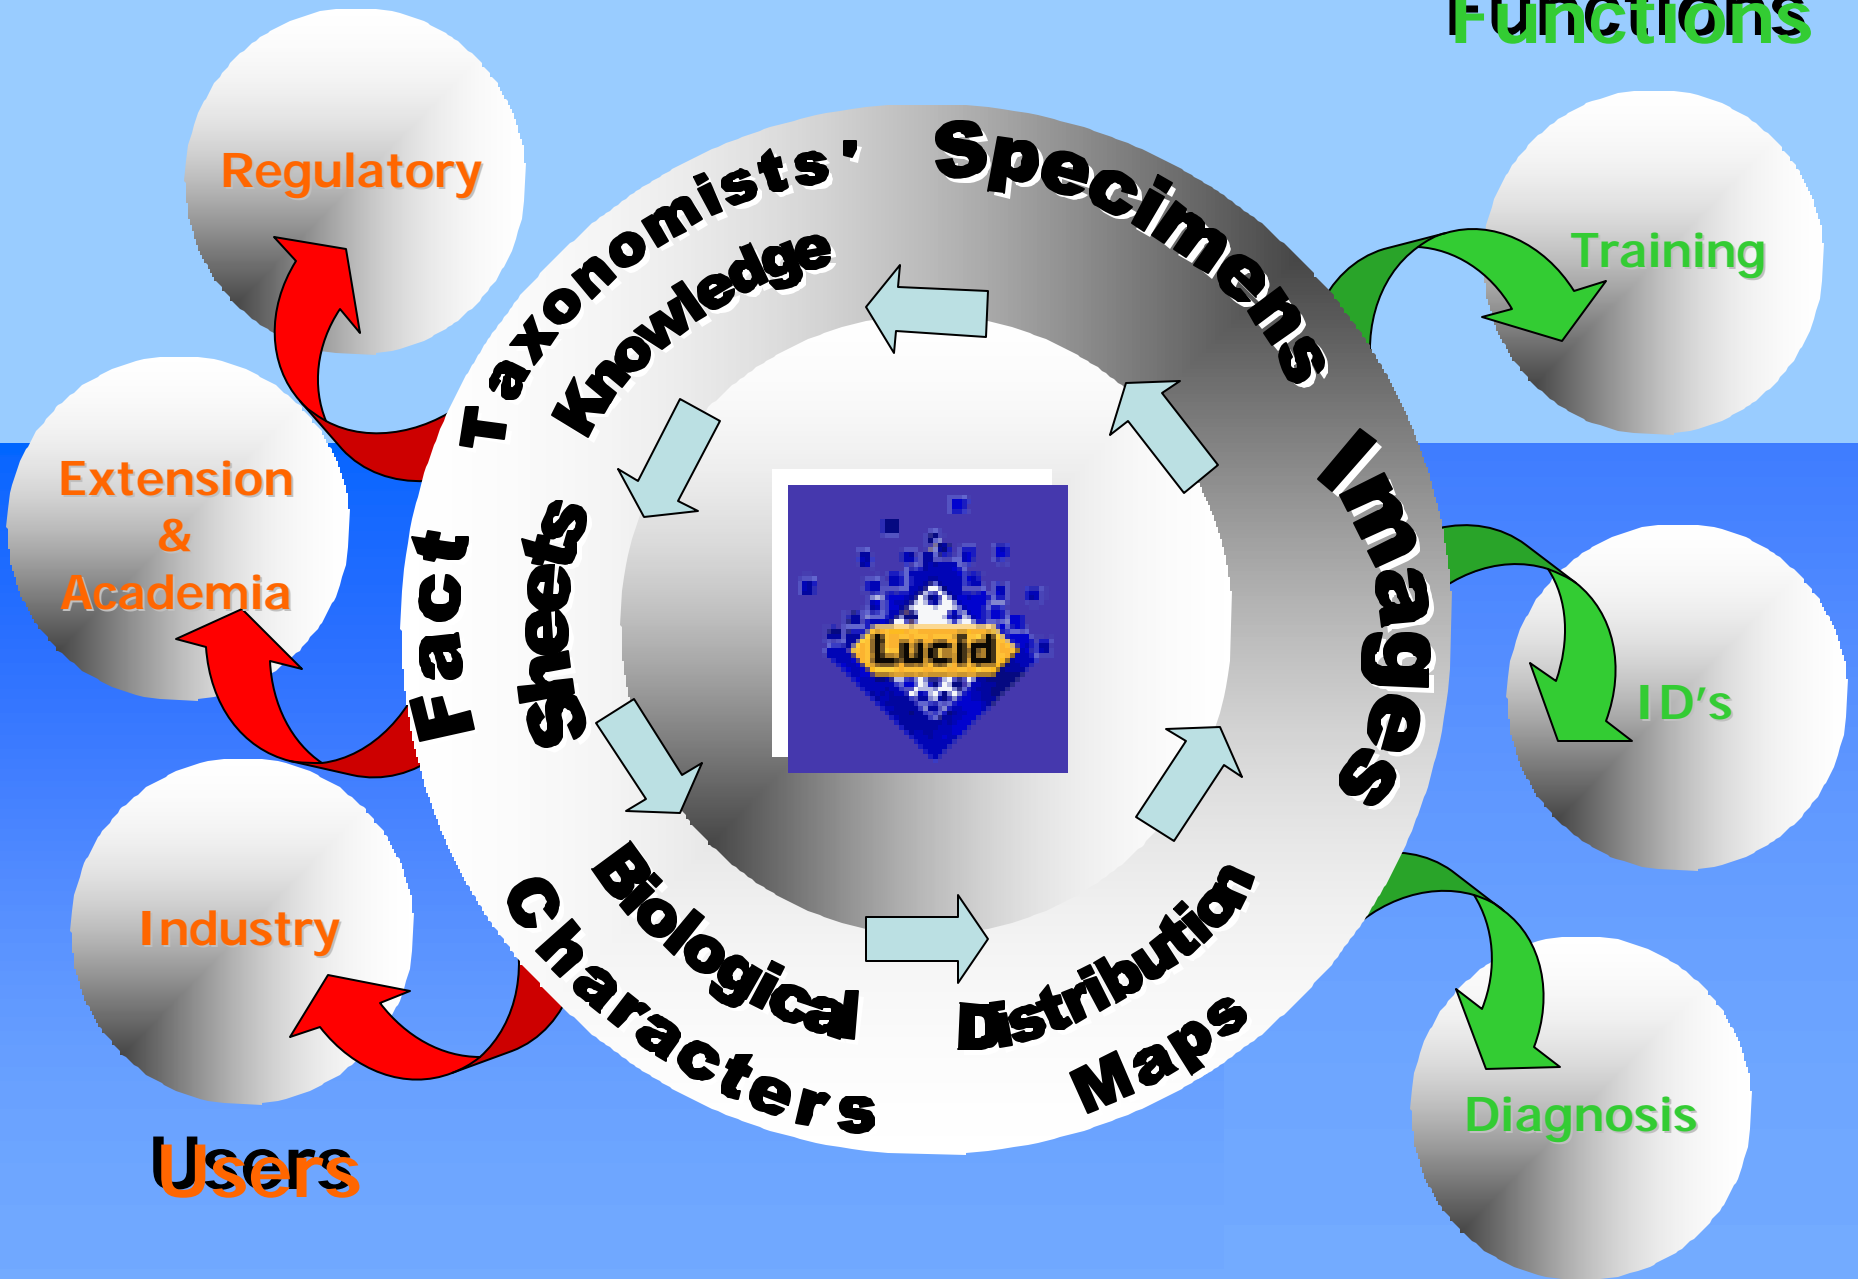 Functions
Regulatory
Extension
&
Academia
Industry
Users
Taxonomists'
Knowledge
Specimens
Images
Distribution
Maps
Biological
Characters
Fact
Sheets
Lucid
Training
ID's
Diagnosis